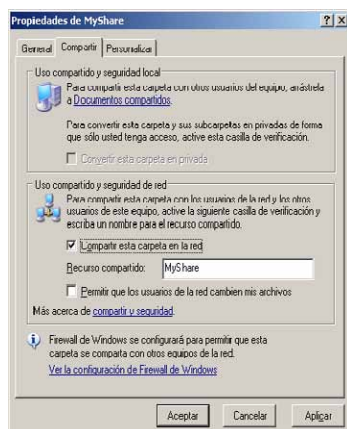 Propiedades de MyShare
General Compartir Personalizar
Uso compartido y seguridad local
Para compartir esta carpeta con otros usuarios del equipo, arrástrela
a Documentos compartidos.
Para convertir esta carpeta y sus subcarpetas en privadas de forma
que sólo usted tenga acceso, active esta casilla de verificación.
Convertir esta carpeta en privada
Uso compartido y seguridad de red
Para compartir esta carpeta con los usuarios de la red y los otros
usuarios de este equipo, active la siguiente casilla de verificación y
escriba un nombre para el recurso compartido.
Compartir esta carpeta en la red
Recurso compartido: MyShare
Permitir que los usuarios de la red cambien mis archivos
Más acerca de compartir y seguridad.
Firewall de Windows se configurará para permitir que esta
carpeta se comparta con otros equipos de la red.
Ver la configuración de Firewall de Windows
Aceptar Cancelar Aplicar